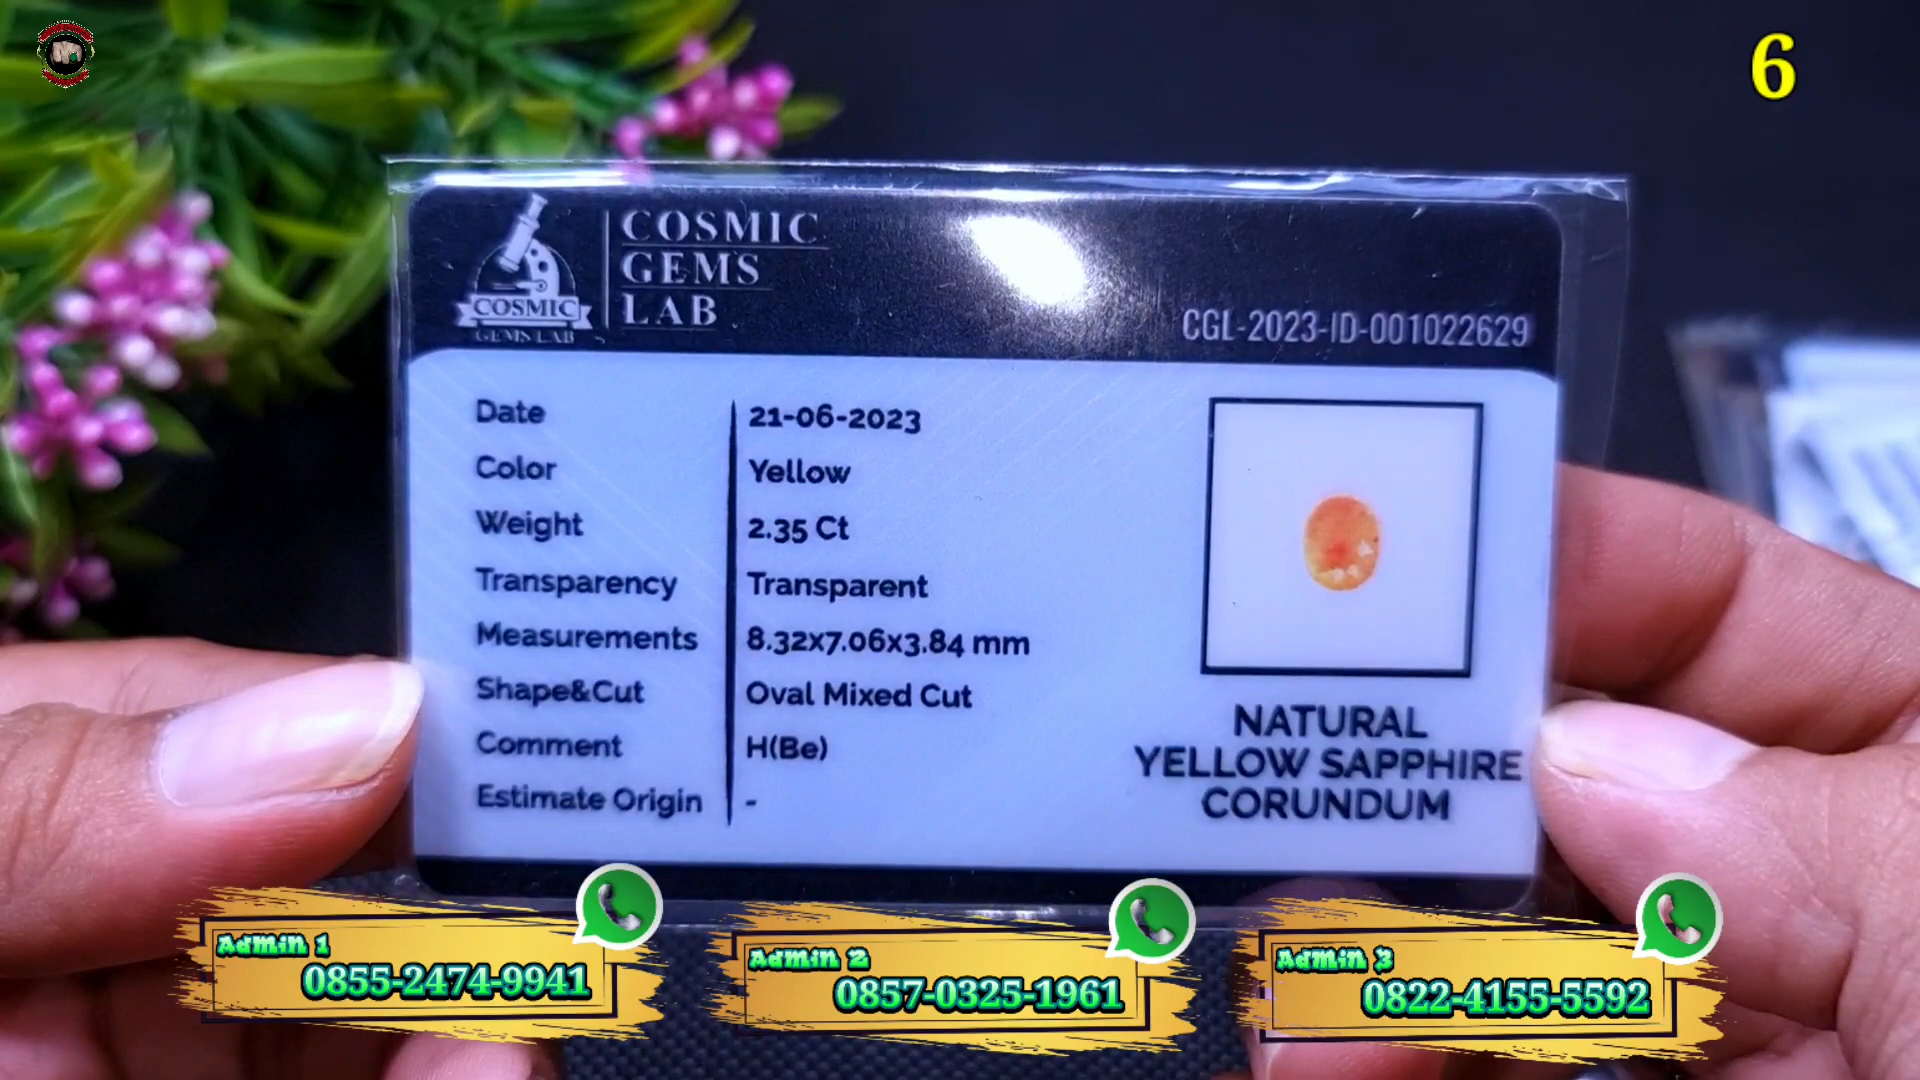 6
COSMIC
GEMS
LAB
COSMIC
GEMS LAB
CGL-2023-ID-001022629
Date 21-06-2023
Color Yellow
Weight 2.35 Ct
Transparency Transparent
Measurements 8.32x7.06x3.84 mm
Shape&Cut Oval Mixed Cut
Comment H(Be)
Estimate Origin -
NATURAL
YELLOW SAPPHIRE
CORUNDUM
Admin 1
0855-2474-9941
Admin 2
0857-0325-1961
Admin 3
0822-4155-5592